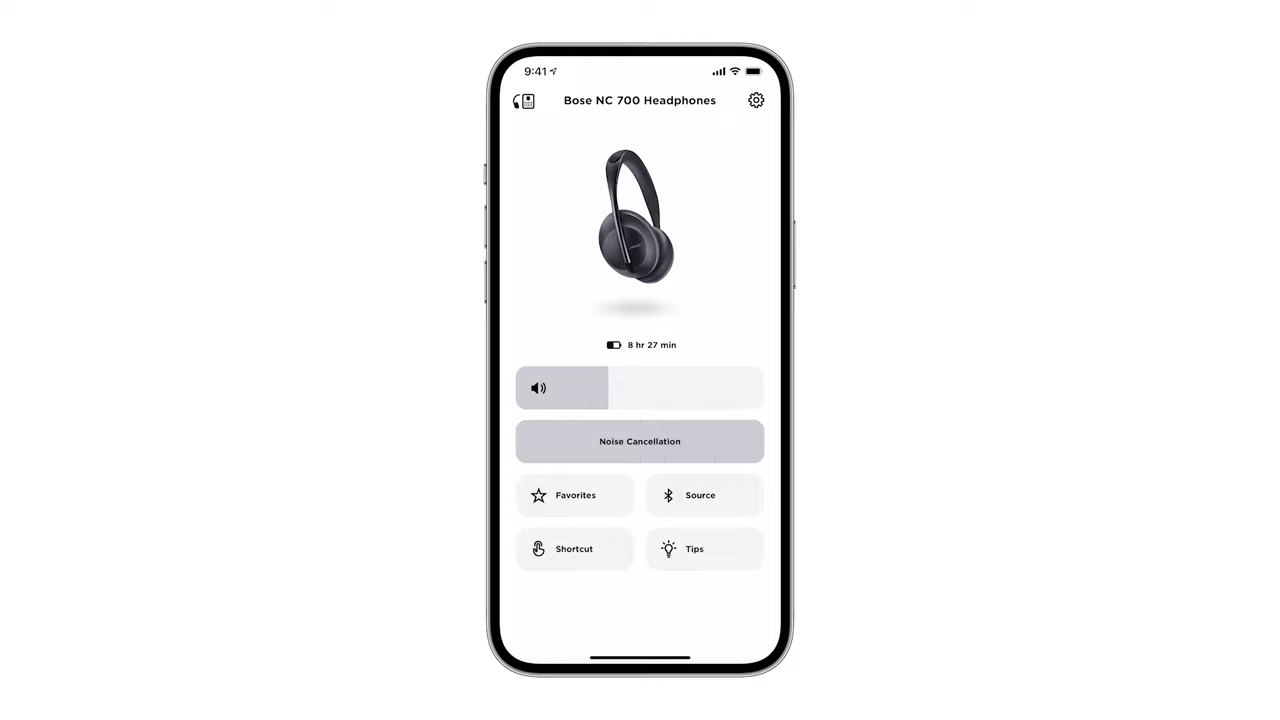 9:41
Bose NC 700 Headphones
8 hr 27 min
Noise Cancellation
Favorites
Source
Shortcut
Tips